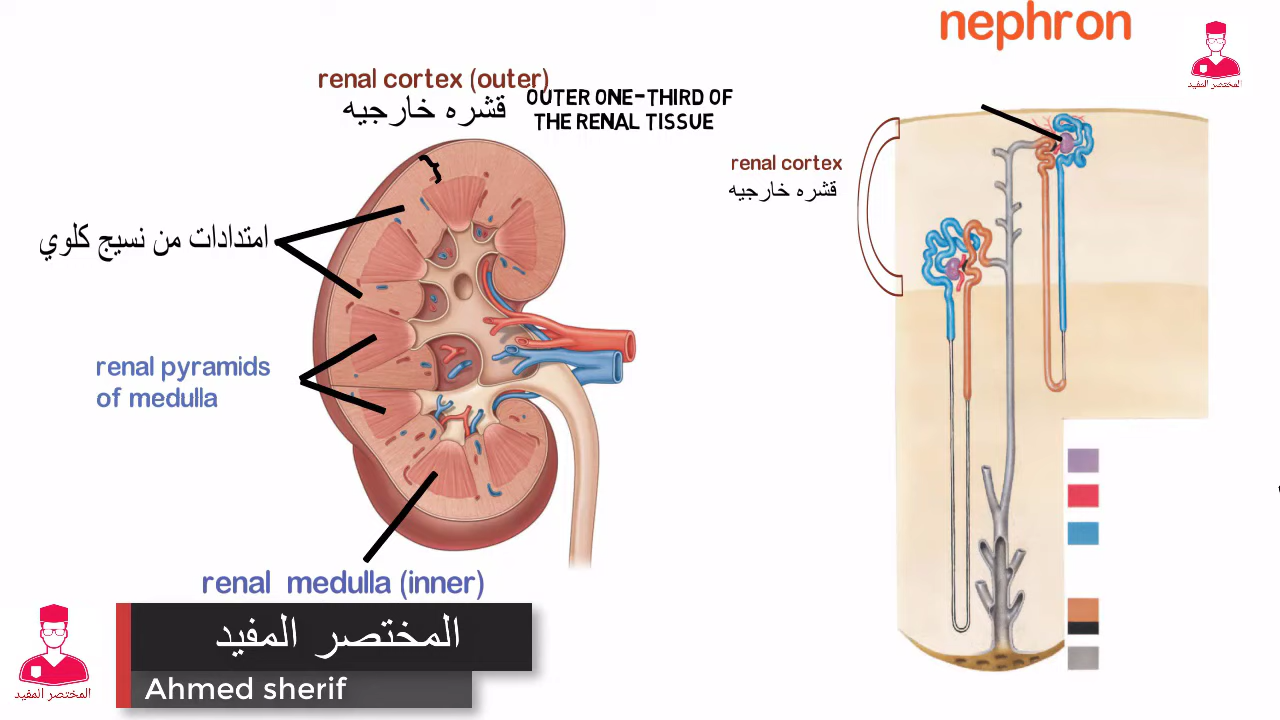 nephron
المختصر المفيد
renal cortex (outer)
قشره خارجيه
OUTER ONE-THIRD OF
THE RENAL TISSUE
renal cortex
قشره خارجيه
امتدادات من نسيج كلوي
renal pyramids
of medulla
renal medulla (inner)
المختصر المفيد
Ahmed sherif
المختصر المفيد